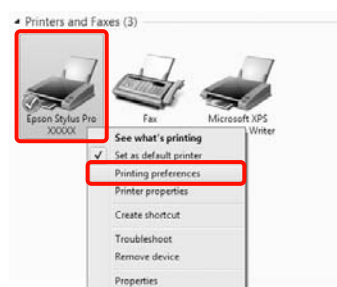 Printers and Faxes (3)
Epson Stylus Pro
XXXXX
Fax
Microsoft XPS
Writer
See what's printing
Set as default printer
Printing preferences
Printer properties
Create shortcut
Troubleshoot
Remove device
Properties